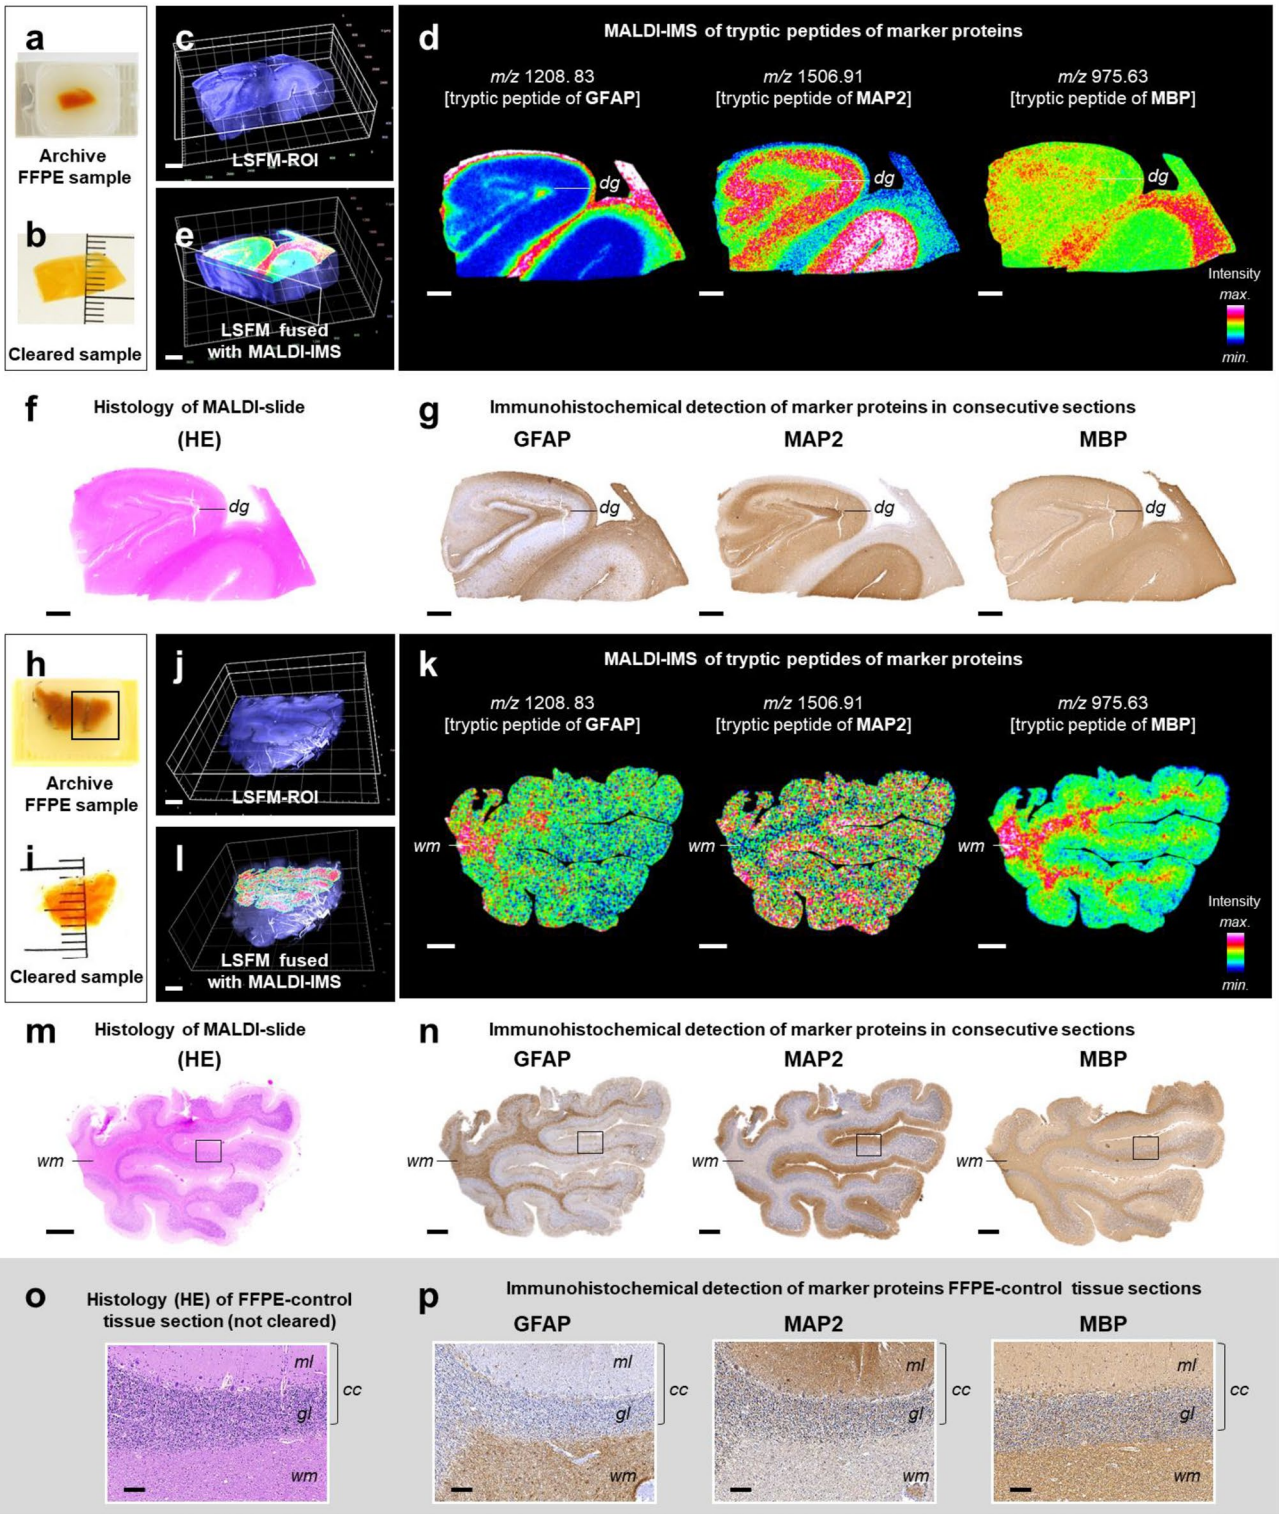 a
Archive
FFPE sample
b
Cleared sample
c
LSFM-ROI
e
LSFM fused
with MALDI-IMS
d
MALDI-IMS of tryptic peptides of marker proteins
m/z 1208. 83
[tryptic peptide of GFAP]
m/z 1506.91
[tryptic peptide of MAP2]
m/z 975.63
[tryptic peptide of MBP]
dg
dg
dg
Intensity
max.
min.
f
Histology of MALDI-slide
(HE)
dg
g
Immunohistochemical detection of marker proteins in consecutive sections
GFAP
MAP2
MBP
dg
dg
dg
h
Archive
FFPE sample
i
Cleared sample
j
LSFM-ROI
l
LSFM fused
with MALDI-IMS
k
MALDI-IMS of tryptic peptides of marker proteins
m/z 1208. 83
[tryptic peptide of GFAP]
m/z 1506.91
[tryptic peptide of MAP2]
m/z 975.63
[tryptic peptide of MBP]
wm
wm
wm
Intensity
max.
min.
m
Histology of MALDI-slide
(HE)
wm
n
Immunohistochemical detection of marker proteins in consecutive sections
GFAP
MAP2
MBP
wm
wm
wm
o
Histology (HE) of FFPE-control
tissue section (not cleared)
ml
gl
cc
wm
p
Immunohistochemical detection of marker proteins FFPE-control tissue sections
GFAP
MAP2
MBP
ml
gl
cc
wm
ml
gl
cc
wm
ml
gl
cc
wm